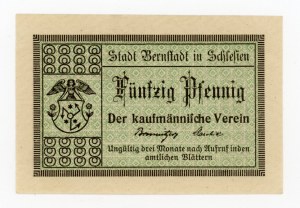 Stadt Bernstadt in Schlesien
Fünfzig Pfennig
Der kaufmännische Verein
Ungültig drei Monate nach Aufruf in den
amtlichen Blättern